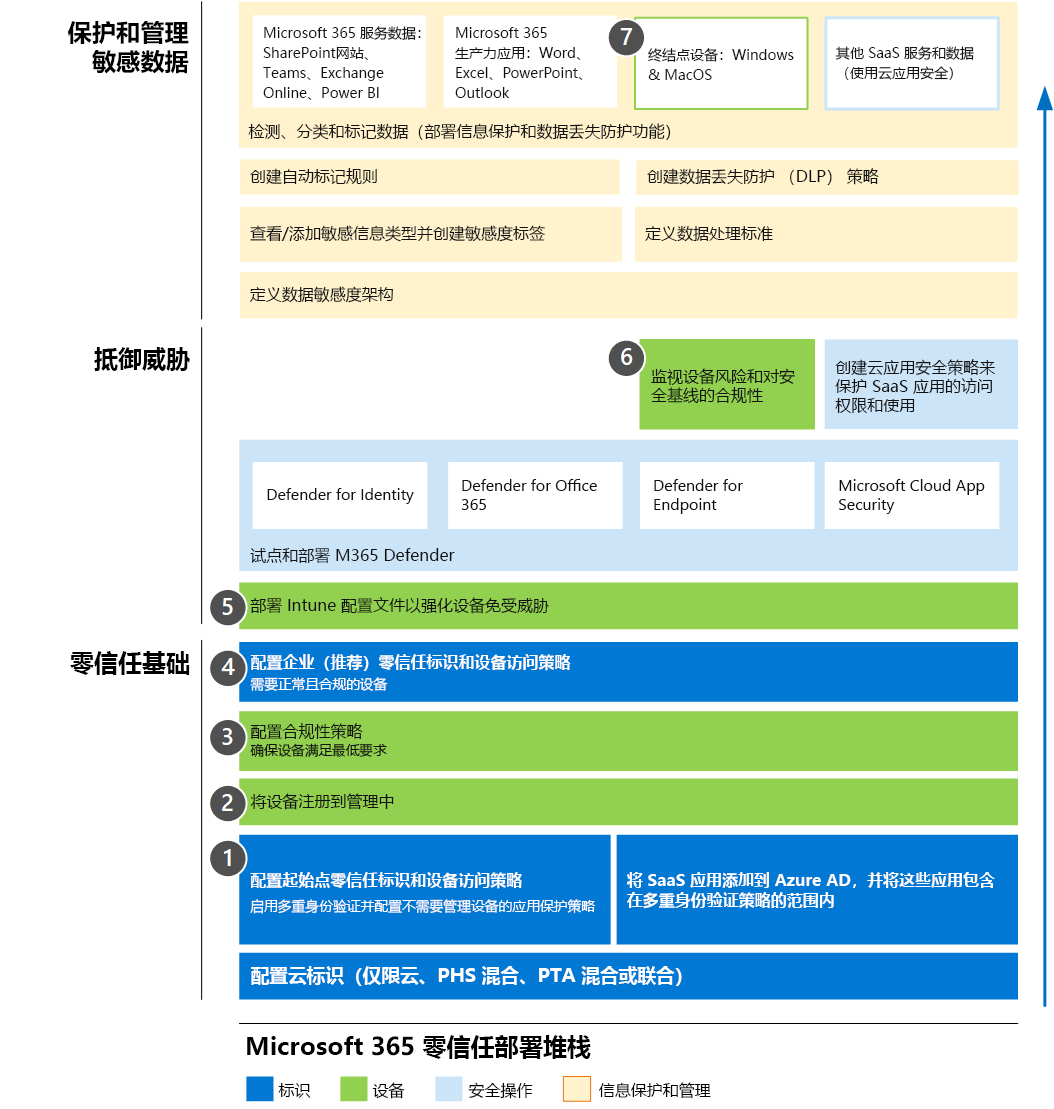 保护和管理
敏感数据
Microsoft 365 服务数据：
SharePoint网站、
Teams、Exchange
Online、Power BI
Microsoft 365
生产力应用：Word、
Excel、PowerPoint、
Outlook
7
终结点设备：Windows
& MacOS
其他 SaaS 服务和数据
（使用云应用安全）
检测、分类和标记数据（部署信息保护和数据丢失防护功能）
创建自动标记规则
创建数据丢失防护 （DLP） 策略
查看/添加敏感信息类型并创建敏感度标签
定义数据处理标准
定义数据敏感度架构
抵御威胁
6
监视设备风险和对安
全基线的合规性
创建云应用安全策略来
保护 SaaS 应用的访问
权限和使用
Defender for Identity
Defender for Office
365
Defender for
Endpoint
Microsoft Cloud App
Security
试点和部署 M365 Defender
5
部署 Intune 配置文件以强化设备免受威胁
零信任基础
4
配置企业（推荐）零信任标识和设备访问策略
需要正常且合规的设备
3
配置合规性策略
确保设备满足最低要求
2
将设备注册到管理中
1
配置起始点零信任标识和设备访问策略
启用多重身份验证并配置不需要管理设备的应用保护策略
将 SaaS 应用添加到 Azure AD，并将这些应用包含
在多重身份验证策略的范围内
配置云标识（仅限云、PHS 混合、PTA 混合或联合）
Microsoft 365 零信任部署堆栈
标识
设备
安全操作
信息保护和管理